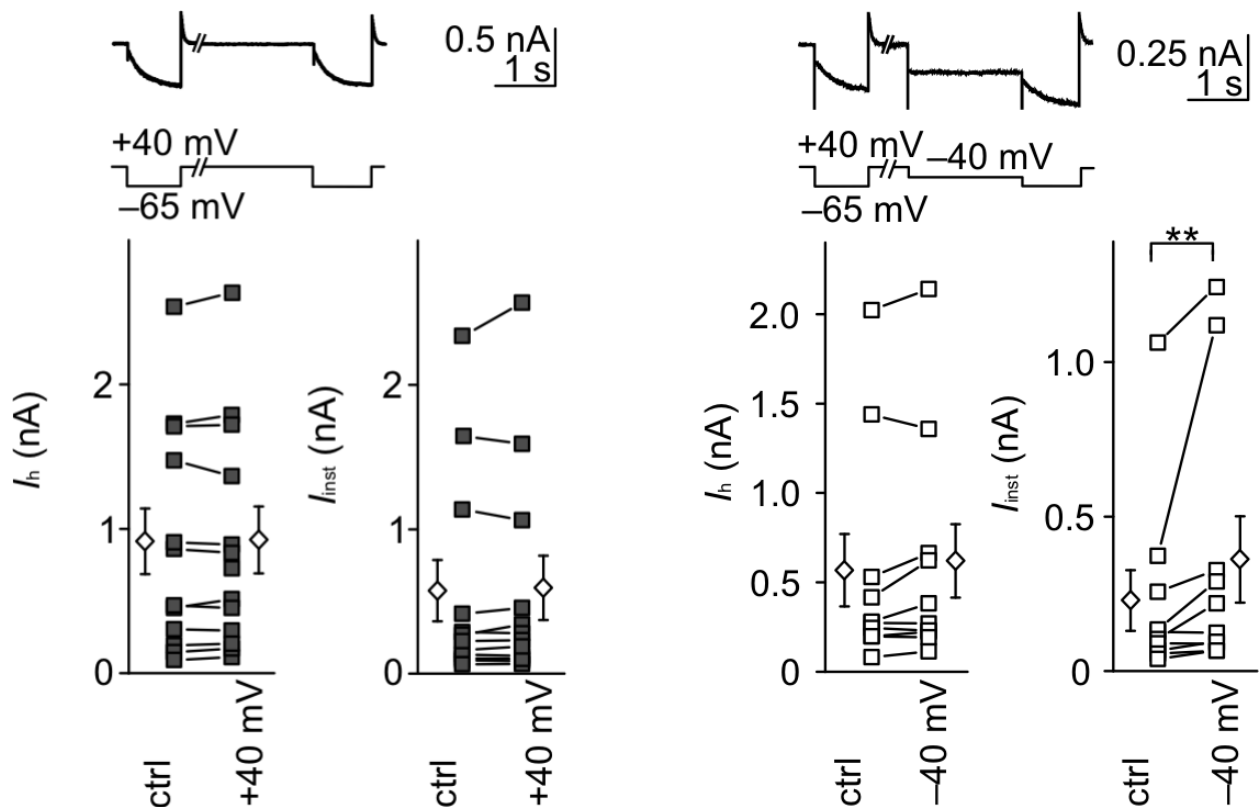 0.5 nA
1 s
+40 mV
–65 mV
0.25 nA
1 s
+40 mV
–40 mV
–65 mV
Ih (nA)
2
1
0
ctrl
+40 mV
Iinst (nA)
2
1
0
ctrl
+40 mV
Ih (nA)
2.0
1.5
1.0
0.5
0
ctrl
–40 mV
Iinst (nA)
**
1.0
0.5
0
ctrl
–40 mV